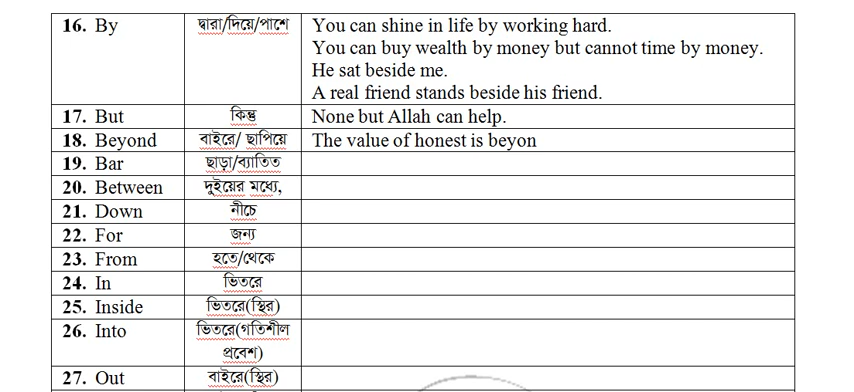 16. By দ্বারা/দিয়ে/পাশে You can shine in life by working hard.
You can buy wealth by money but cannot time by money.
He sat beside me.
A real friend stands beside his friend.
17. But কিন্তু None but Allah can help.
18. Beyond বাইরে/ ছাপিয়ে The value of honest is beyon
19. Bar ছাড়া/ব্যাতিত
20. Between দুইয়ের মধ্যে,
21. Down নীচে
22. For জন্য
23. From হতে/থেকে
24. In ভিতরে
25. Inside ভিতরে(স্থির)
26. Into ভিতরে(গতিশীল
প্রবেশ)
27. Out বাইরে(স্থির)